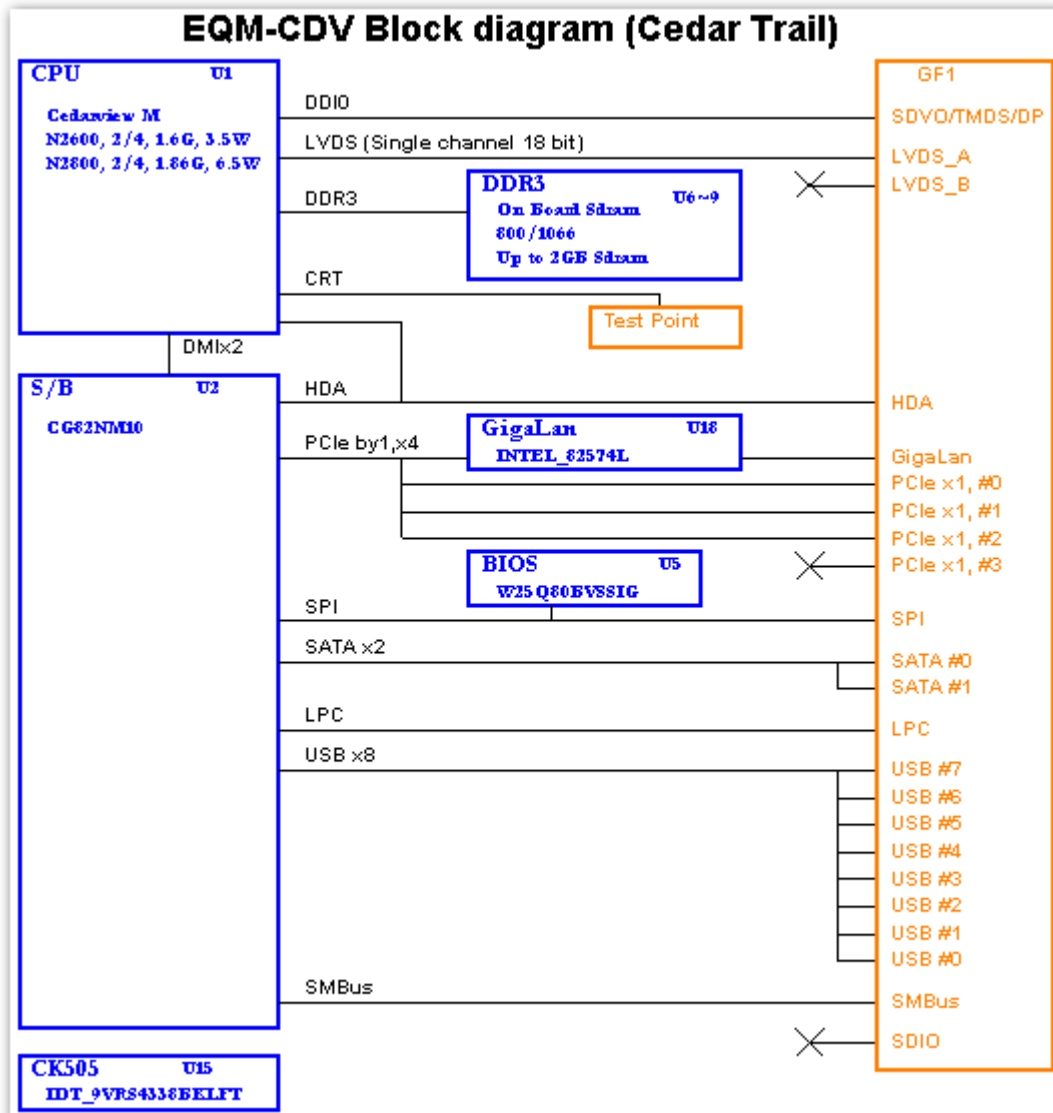 EQM-CDV Block diagram (Cedar Trail)
CPU U1
Cedarview M
N2600, 2/4, 1.6G, 3.5W
N2800, 2/4, 1.86G, 6.5W
DDI0
LVDS (Single channel 18 bit)
DDR3
CRT
DDR3 U6~9
On Board Sdram
800/1066
Up to 2GB Sdram
Test Point
DMIx2
S/B U2
CG82NM10
HDA
PCIe by1,x4
GigaLan U18
INTEL_82574L
BIOS U5
W25Q80BVSSIG
SPI
SATA x2
LPC
USB x8
SMBus
CK505 U15
IDT_9VRS4338BKLFT
GF1
SDVO/TMDS/DP
LVDS_A
LVDS_B
HDA
GigaLan
PCIe x1, #0
PCIe x1, #1
PCIe x1, #2
PCIe x1, #3
SPI
SATA #0
SATA #1
LPC
USB #7
USB #6
USB #5
USB #4
USB #3
USB #2
USB #1
USB #0
SMBus
SDIO